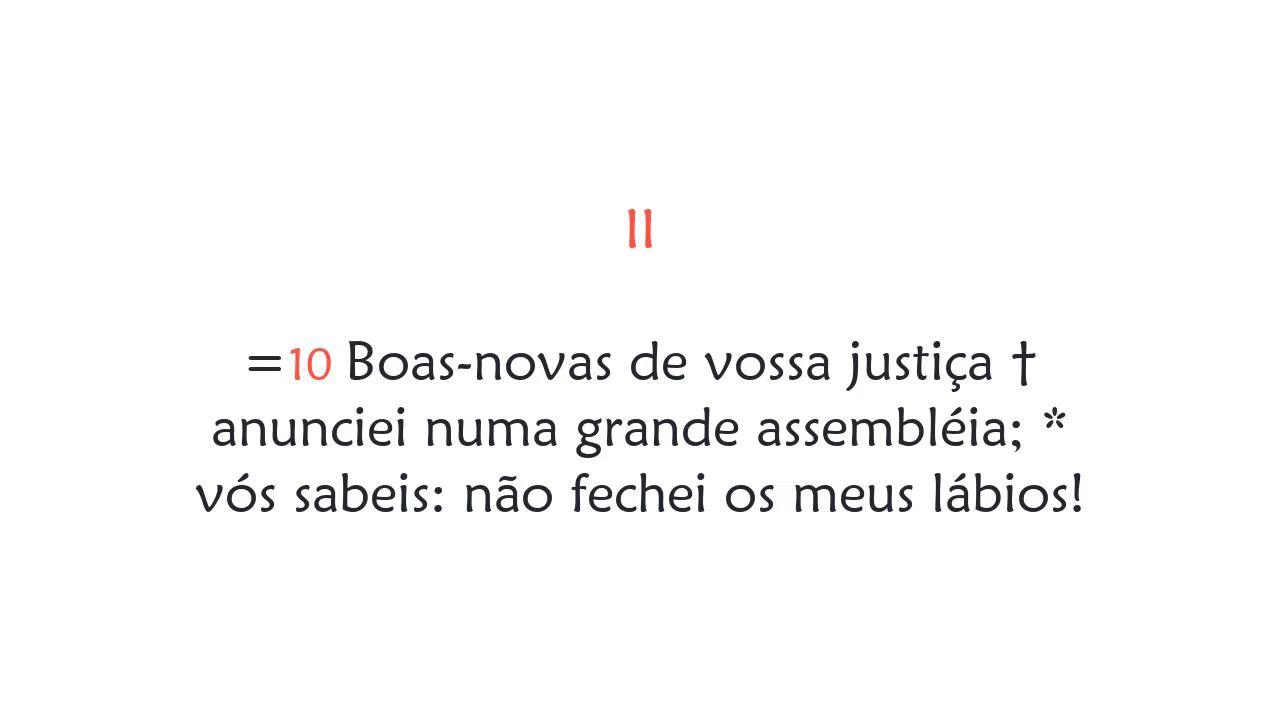 II
=10 Boas-novas de vossa justiça †
anunciei numa grande assembléia; *
vós sabeis: não fechei os meus lábios!